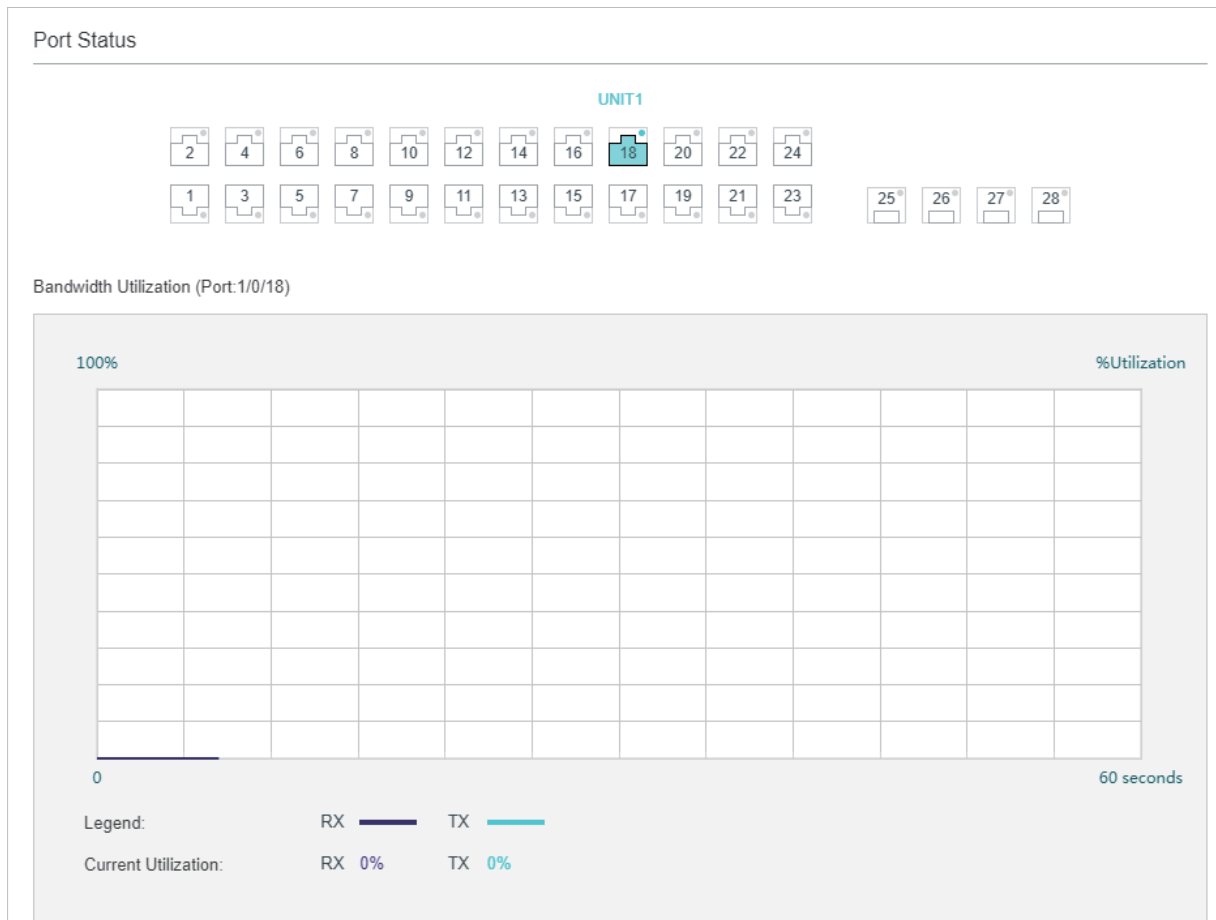 Port Status
UNIT1
2 4 6 8 10 12 14 16 18 20 22 24
1 3 5 7 9 11 13 15 17 19 21 23 25 26 27 28
Bandwidth Utilization (Port:1/0/18)
100% %Utilization
0 60 seconds
Legend: RX TX
Current Utilization: RX 0% TX 0%